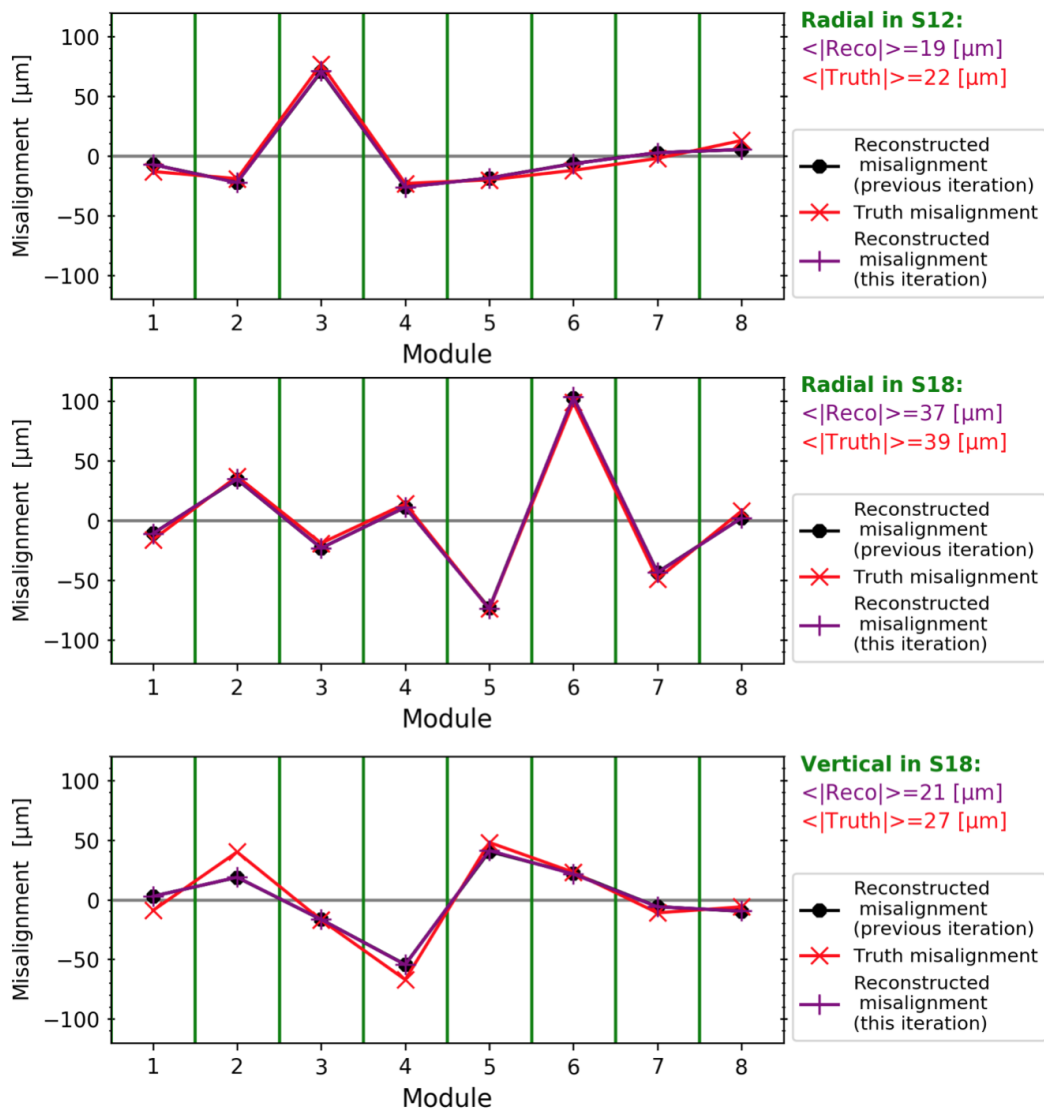 Radial in S12:
<|Reco|>=19 [μm]
<|Truth|>=22 [μm]
Misalignment [μm]
100
50
0
−50
−100
1 2 3 4 5 6 7 8
Module
Reconstructed
misalignment
(previous iteration)
Truth misalignment
Reconstructed
misalignment
(this iteration)
Radial in S18:
<|Reco|>=37 [μm]
<|Truth|>=39 [μm]
Misalignment [μm]
100
50
0
−50
−100
1 2 3 4 5 6 7 8
Module
Reconstructed
misalignment
(previous iteration)
Truth misalignment
Reconstructed
misalignment
(this iteration)
Vertical in S18:
<|Reco|>=21 [μm]
<|Truth|>=27 [μm]
Misalignment [μm]
100
50
0
−50
−100
1 2 3 4 5 6 7 8
Module
Reconstructed
misalignment
(previous iteration)
Truth misalignment
Reconstructed
misalignment
(this iteration)